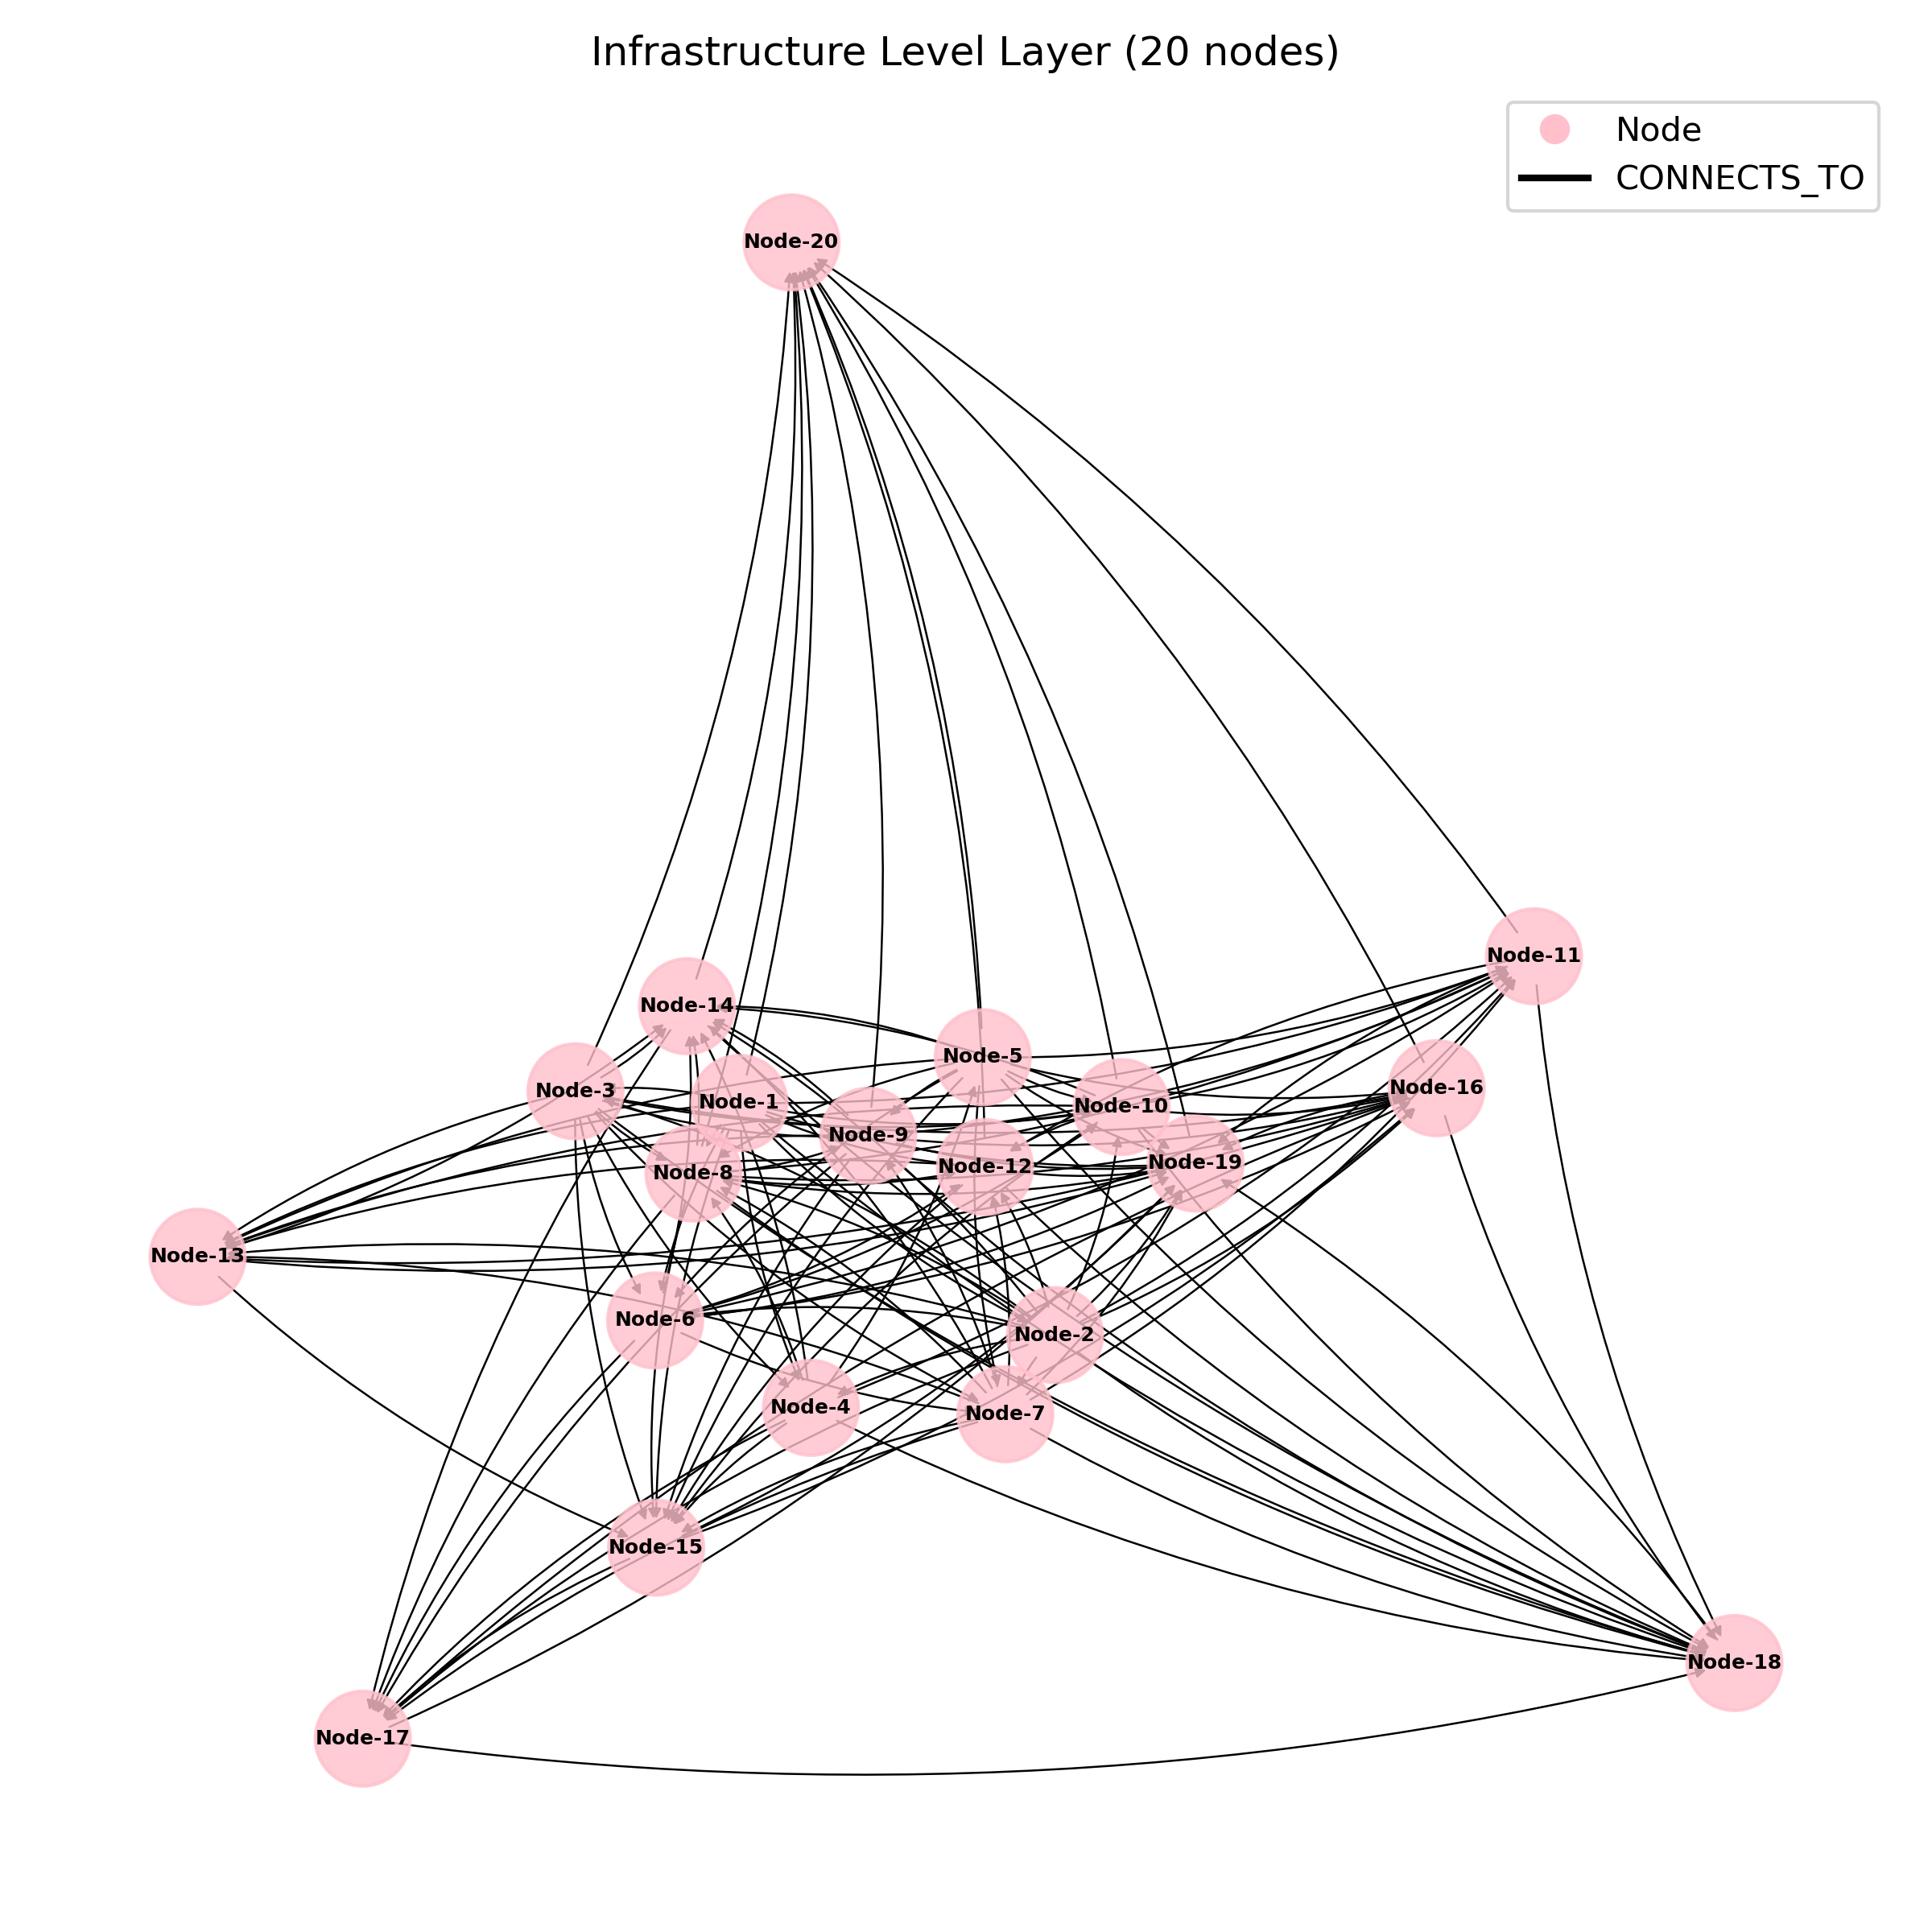 Infrastructure Level Layer (20 nodes)
Node
CONNECTS_TO
Node-20
Node-11
Node-14
Node-5
Node-16
Node-3
Node-1
Node-10
Node-9
Node-19
Node-12
Node-8
Node-13
Node-6
Node-2
Node-4
Node-7
Node-15
Node-18
Node-17